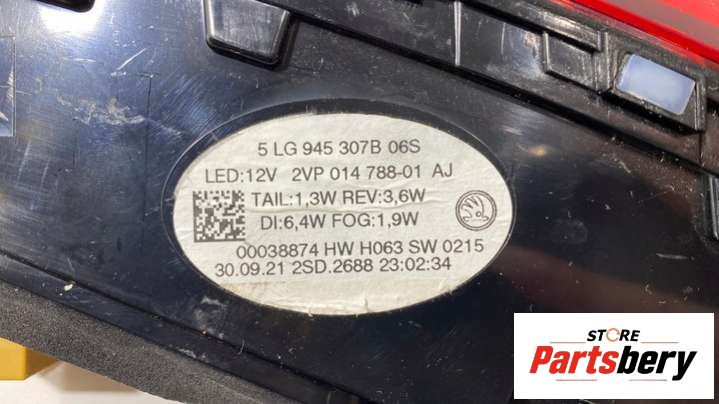 5 LG 945 307B 06S
LED:12V 2VP 014 788-01 AJ
TAIL:1,3W REV:3,6W
DI:6,4W FOG:1,9W
00038874 HW H063 SW 0215
30.09.21 2SD.2688 23:02:34
STORE
Partsbery